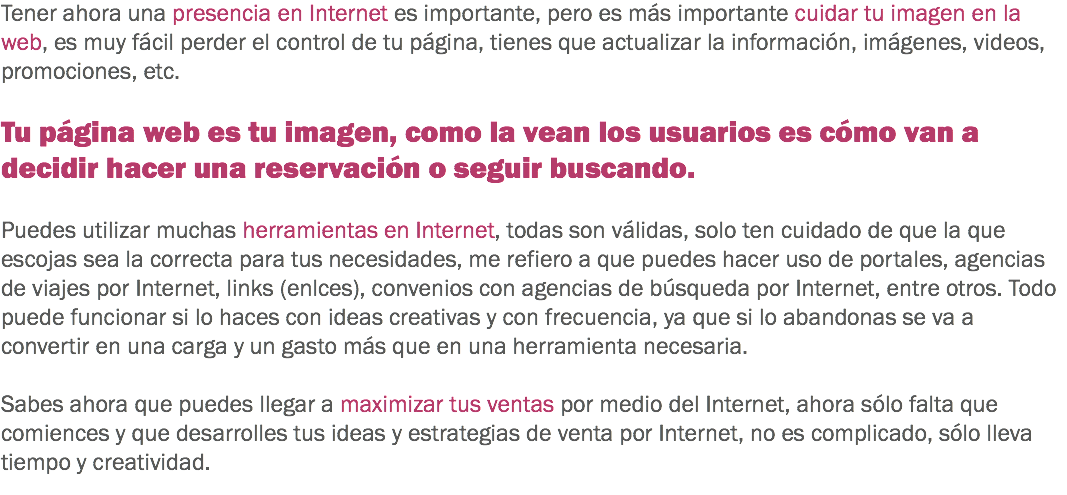 Tener ahora una presencia en Internet es importante, pero es más importante cuidar tu imagen en la
web, es muy fácil perder el control de tu página, tienes que actualizar la información, imágenes, videos,
promociones, etc.
Tu página web es tu imagen, como la vean los usuarios es cómo van a
decidir hacer una reservación o seguir buscando.
Puedes utilizar muchas herramientas en Internet, todas son válidas, solo ten cuidado de que la que
escojas sea la correcta para tus necesidades, me refiero a que puedes hacer uso de portales, agencias
de viajes por Internet, links (enlces), convenios con agencias de búsqueda por Internet, entre otros. Todo
puede funcionar si lo haces con ideas creativas y con frecuencia, ya que si lo abandonas se va a
convertir en una carga y un gasto más que en una herramienta necesaria.
Sabes ahora que puedes llegar a maximizar tus ventas por medio del Internet, ahora sólo falta que
comiences y que desarrolles tus ideas y estrategias de venta por Internet, no es complicado, sólo lleva
tiempo y creatividad.